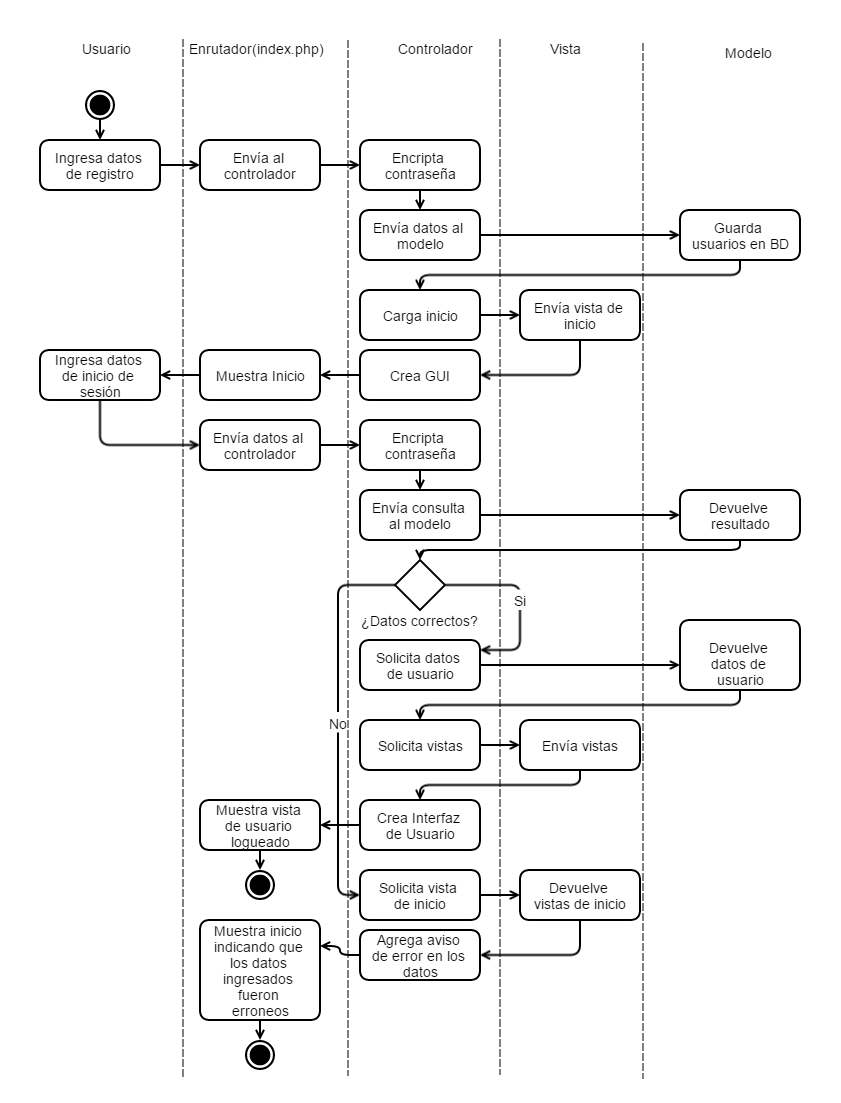 Usuario
Enrutador(index.php)
Controlador
Vista
Modelo
Ingresa datos
de registro
Envía al
controlador
Encripta
contraseña
Envía datos al
modelo
Guarda
usuarios en BD
Carga inicio
Envía vista de
inicio
Ingresa datos
de inicio de
sesión
Muestra Inicio
Crea GUI
Envía datos al
controlador
Encripta
contraseña
Envía consulta
al modelo
Devuelve
resultado
Si
¿Datos correctos?
Solicita datos
de usuario
Devuelve
datos de
usuario
No
Solicita vistas
Envía vistas
Muestra vista
de usuario
logueado
Crea Interfaz
de Usuario
Solicita vista
de inicio
Devuelve
vistas de inicio
Muestra inicio
indicando que
los datos
ingresados
fueron
erroneos
Agrega aviso
de error en los
datos